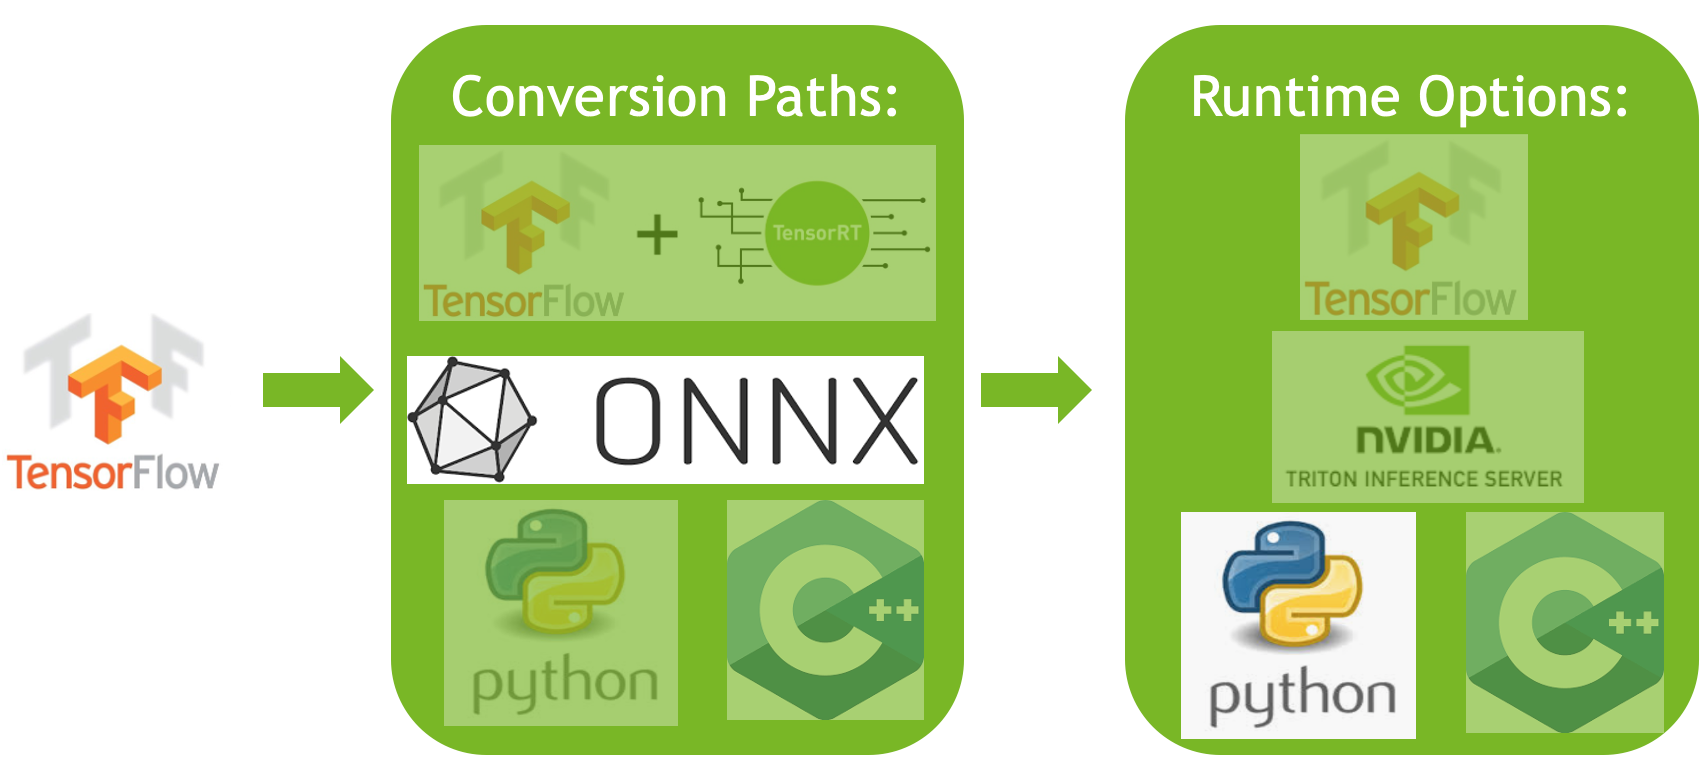 Conversion Paths:
TensorFlow
+
TensorRT
ONNX
python
C++
TensorFlow
Runtime Options:
TensorFlow
NVIDIA.
TRITON INFERENCE SERVER
python
C++